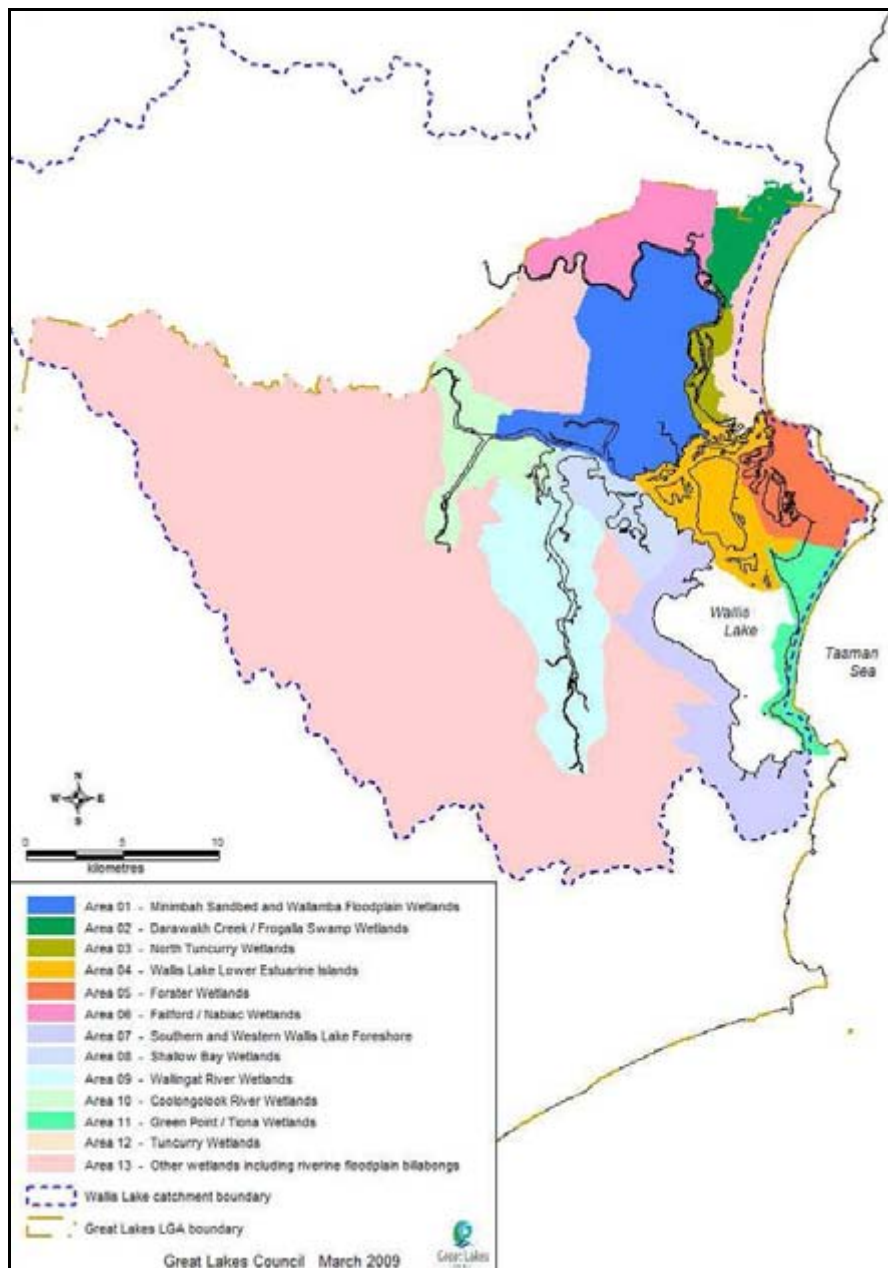 Wallis
Lake
Tasman
Sea
N
W E
S
0 5 10
kilometres
Area 01 - Minimbah Sandbed and Wallamba Floodplain Wetlands
Area 02 - Darawakh Creek / Frogalla Swamp Wetlands
Area 03 - North Tuncurry Wetlands
Area 04 - Wallis Lake Lower Estuarine Islands
Area 05 - Forster Wetlands
Area 06 - Failford / Nabiac Wetlands
Area 07 - Southern and Western Wallis Lake Foreshore
Area 08 - Shallow Bay Wetlands
Area 09 - Wallingat River Wetlands
Area 10 - Coolongolook River Wetlands
Area 11 - Green Point / Tiona Wetlands
Area 12 - Tuncurry Wetlands
Area 13 - Other wetlands including riverine floodplain billabongs
Wallis Lake catchment boundary
Great Lakes LGA boundary
Great Lakes Council March 2009
Great Lakes